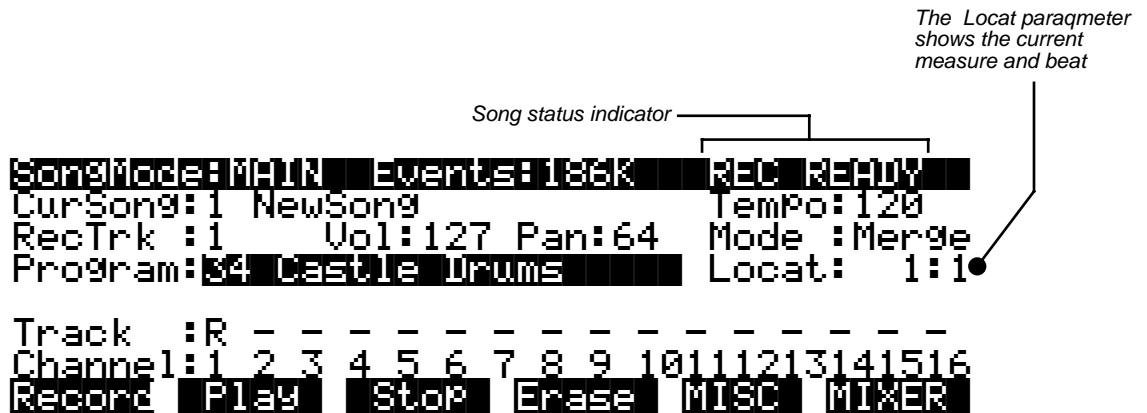 The Locat paraqmeter
shows the current
measure and beat
Song status indicator
SongMode:MAIN Events:186K REC READY
CurSong:1 NewSong Tempo:120
RecTrk :1 Vol:127 Pan:64 Mode :Merge
Program:34 Castle Drums Locat: 1:1
Track :R – – – – – – – – – – – – – – –
Channel:1 2 3 4 5 6 7 8 9 10111213141516
Record Play Stop Erase MISC MIXER